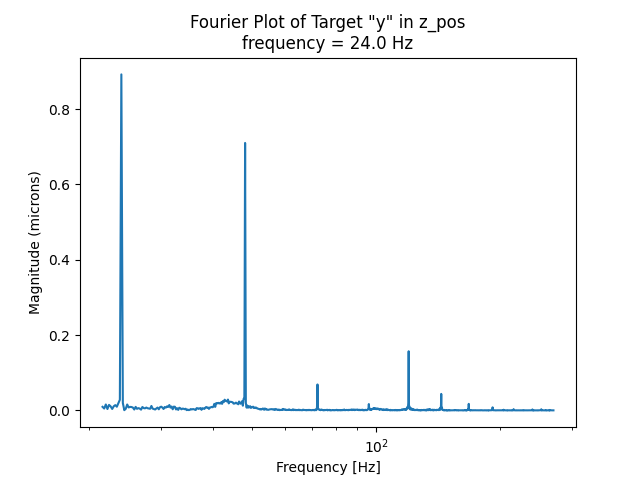 Fourier Plot of Target "y" in z_pos
frequency = 24.0 Hz
0.8
0.6
0.4
0.2
0.0
Magnitude (microns)
10²
Frequency [Hz]